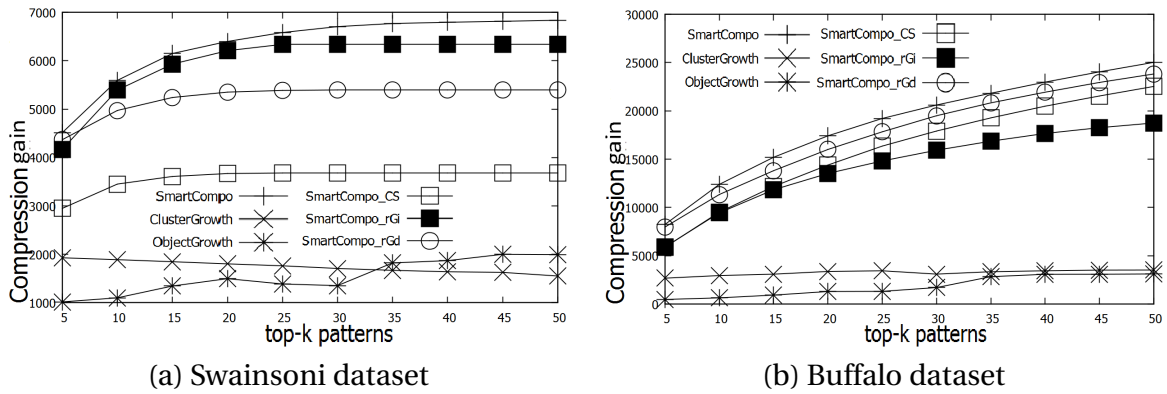 7000
6000
5000
4000
3000
2000
1000
Compression gain
SmartCompo
ClusterGrowth
ObjectGrowth
SmartCompo_CS
SmartCompo_rGi
SmartCompo_rGd
5 10 15 20 25 30 35 40 45 50
top-k patterns
(a) Swainsoni dataset
30000
25000
20000
15000
10000
5000
0
Compression gain
SmartCompo
ClusterGrowth
ObjectGrowth
SmartCompo_CS
SmartCompo_rGi
SmartCompo_rGd
5 10 15 20 25 30 35 40 45 50
top-k patterns
(b) Buffalo dataset